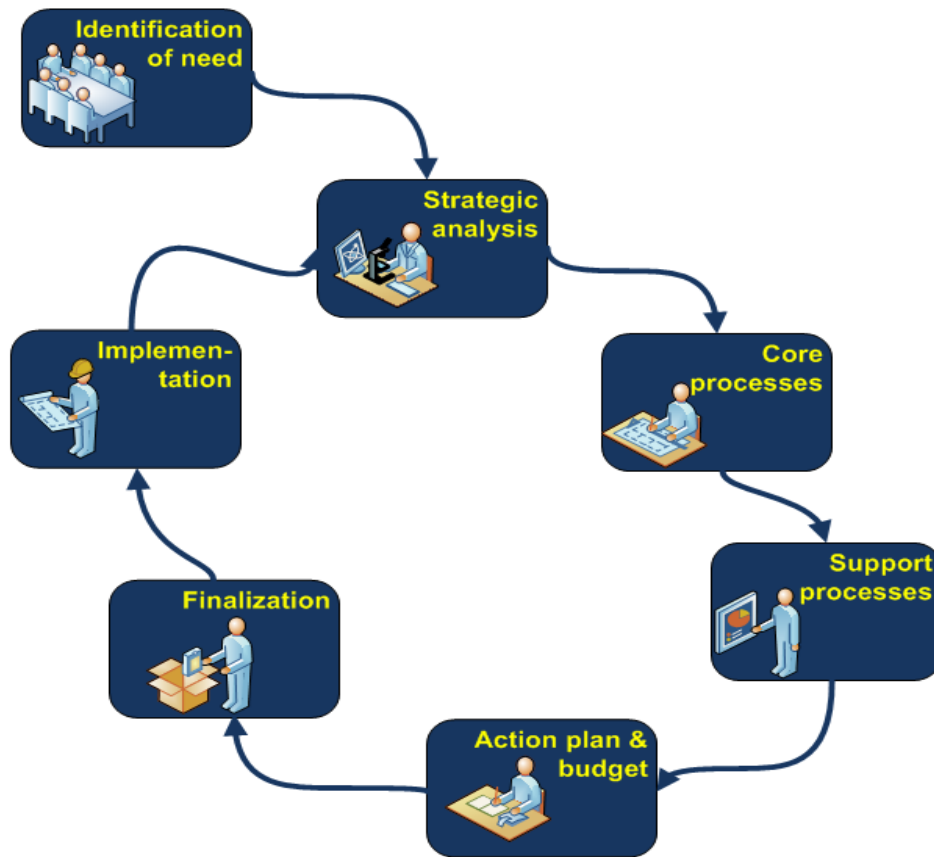 Identification
of need
Strategic
analysis
Core
processes
Support
processes
Action plan &
budget
Finalization
Implemen-
tation